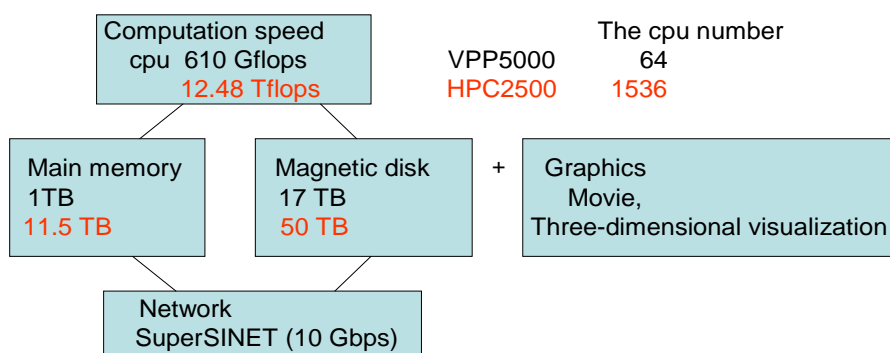 Computation speed
cpu 610 Gflops
12.48 Tflops
The cpu number
VPP5000 64
HPC2500 1536
Main memory
1TB
11.5 TB
Magnetic disk
17 TB
50 TB
+
Graphics
Movie,
Three-dimensional visualization
Network
SuperSINET (10 Gbps)